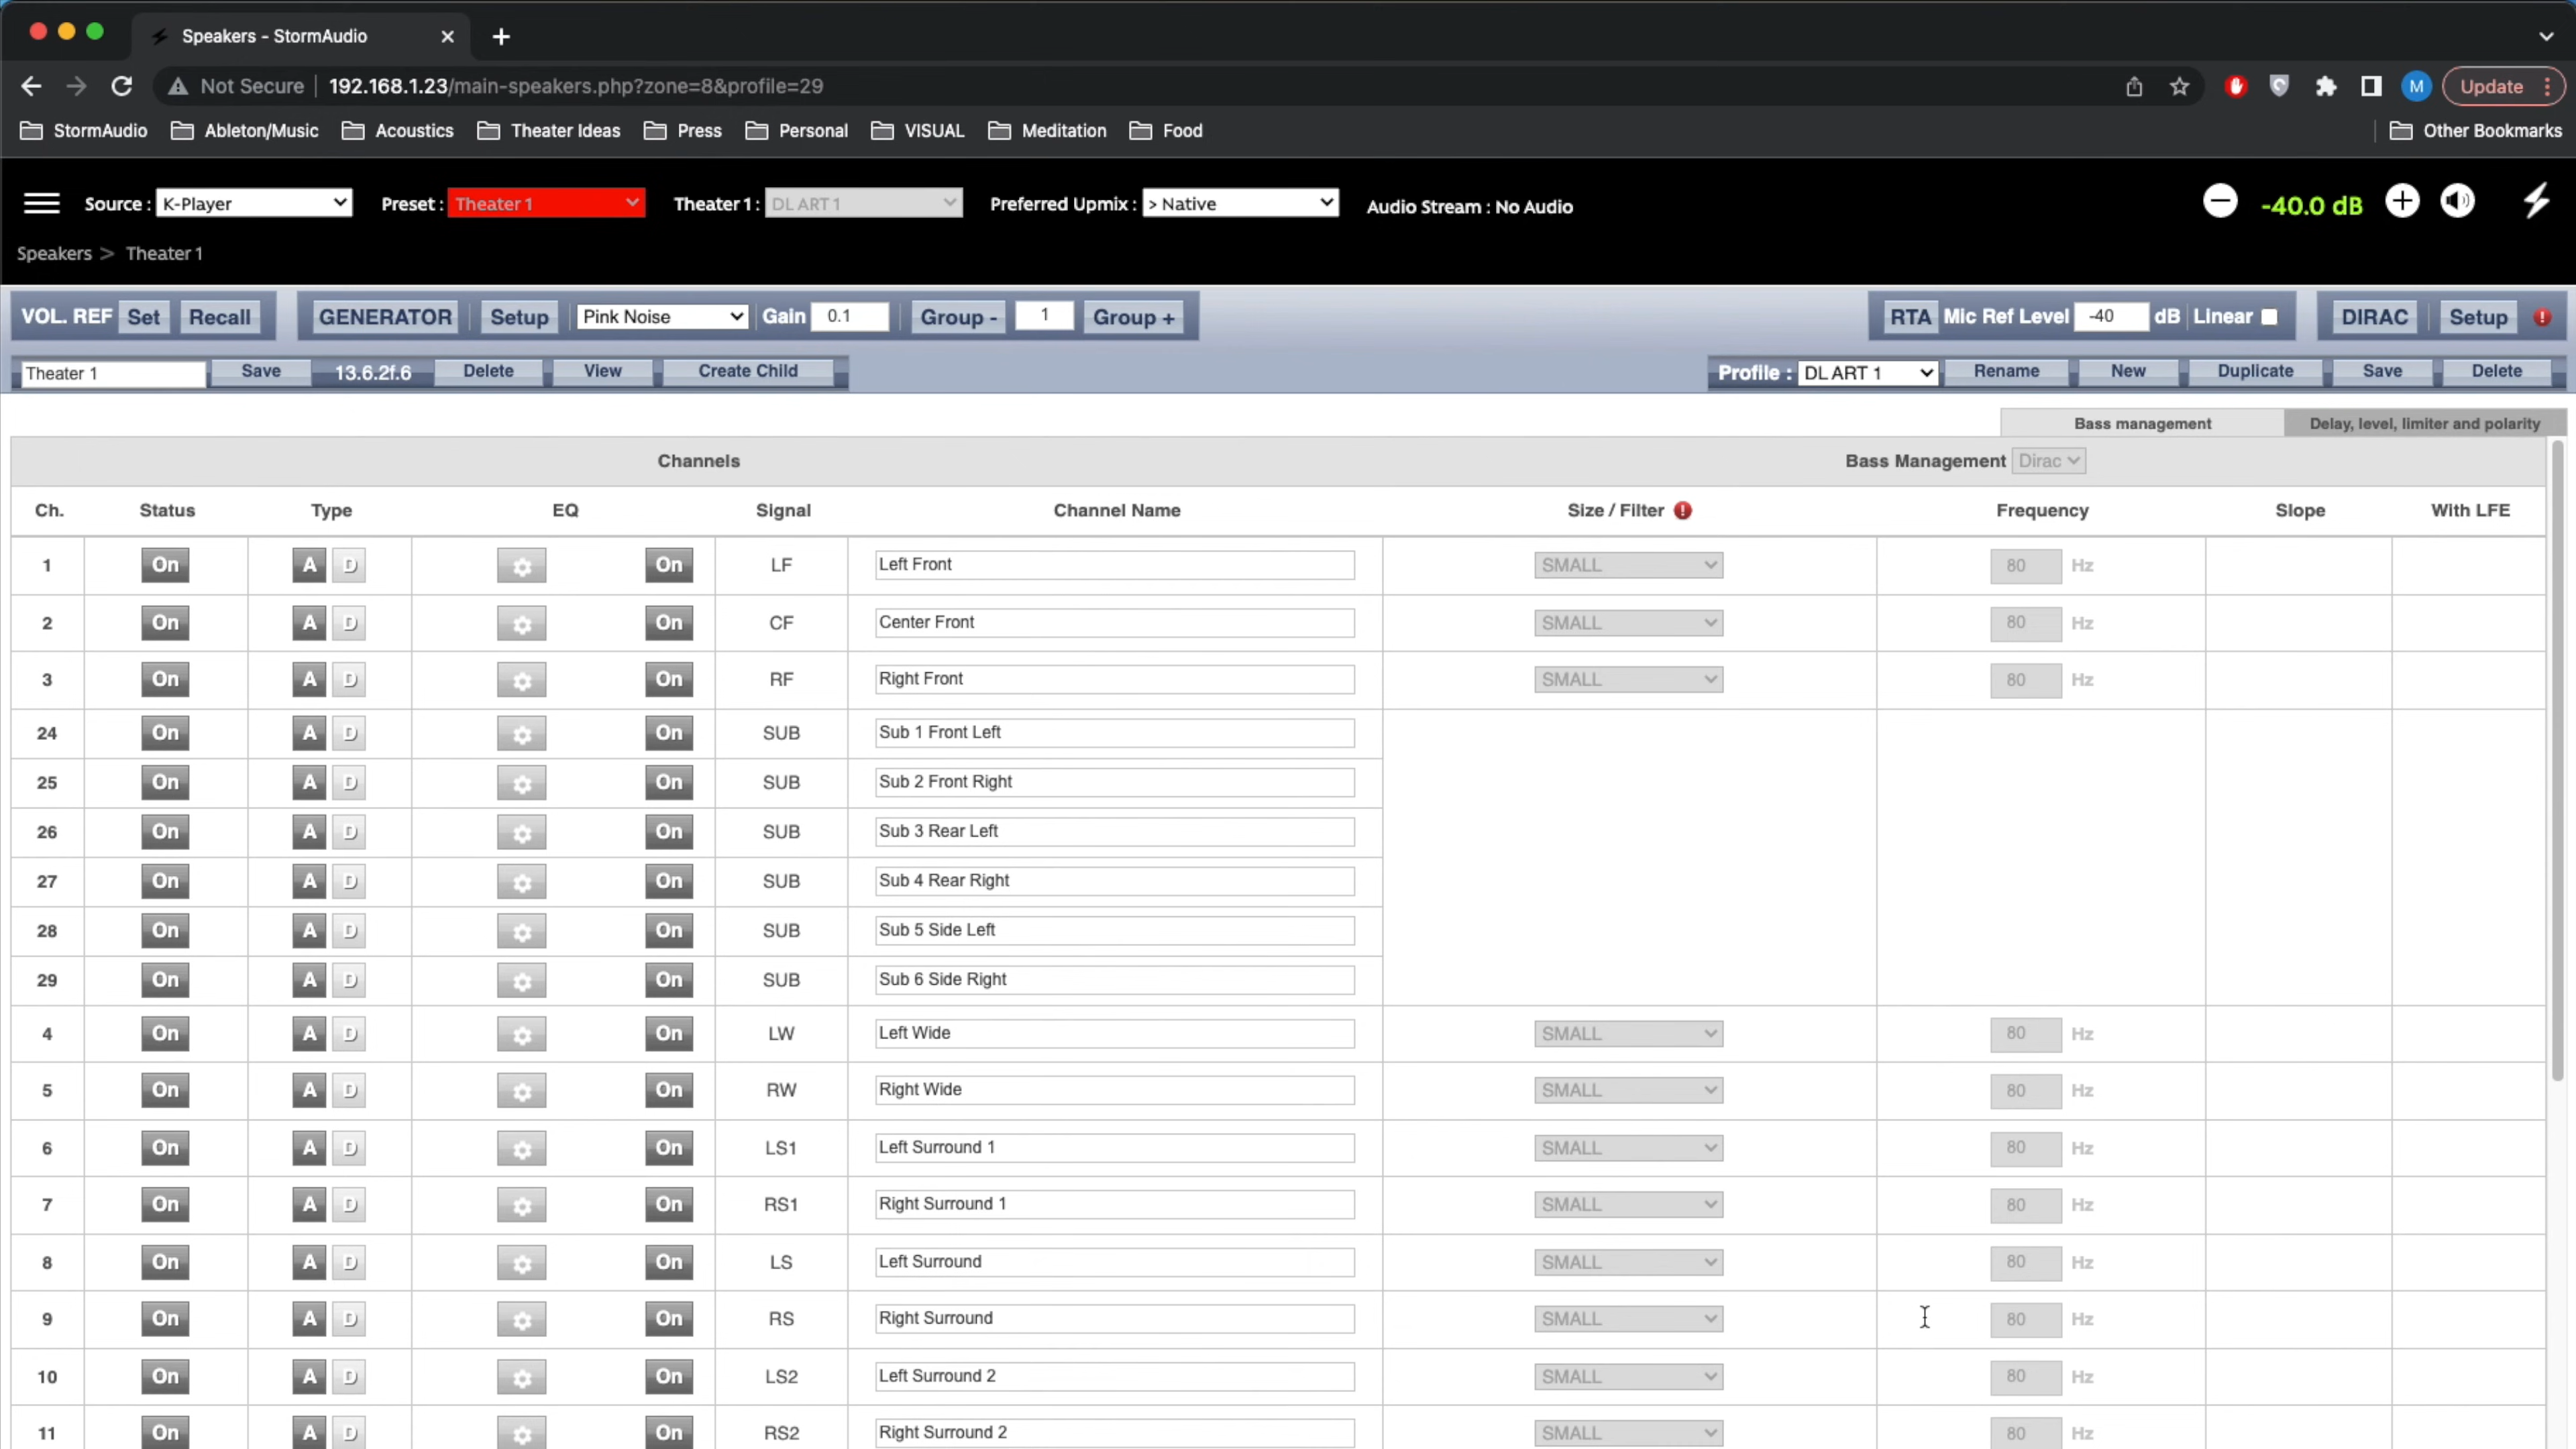 Speakers - StormAudio
Not Secure 192.168.1.23/main-speakers.php?zone=8&profile=29 M Update
StormAudio Ableton/Music Acoustics Theater Ideas Press Personal VISUAL Meditation Food Other Bookmarks
Source : K-Player Preset : Theater 1 Theater 1 : DL ART 1 Preferred Upmix : > Native Audio Stream : No Audio -40.0 dB
Speakers > Theater 1
VOL. REF Set Recall GENERATOR Setup Pink Noise Gain 0.1 Group - 1 Group + RTA Mic Ref Level -40 dB Linear DIRAC Setup !
Theater 1 Save 13.6.2f.6 Delete View Create Child Profile : DL ART 1 Rename New Duplicate Save Delete
Bass management Delay, level, limiter and polarity
Channels Bass Management Dirac
Ch. Status Type EQ Signal Channel Name Size / Filter ! Frequency Slope With LFE
1 On A D On LF Left Front SMALL 80 Hz
2 On A D On CF Center Front SMALL 80 Hz
3 On A D On RF Right Front SMALL 80 Hz
24 On A D On SUB Sub 1 Front Left
25 On A D On SUB Sub 2 Front Right
26 On A D On SUB Sub 3 Rear Left
27 On A D On SUB Sub 4 Rear Right
28 On A D On SUB Sub 5 Side Left
29 On A D On SUB Sub 6 Side Right
4 On A D On LW Left Wide SMALL 80 Hz
5 On A D On RW Right Wide SMALL 80 Hz
6 On A D On LS1 Left Surround 1 SMALL 80 Hz
7 On A D On RS1 Right Surround 1 SMALL 80 Hz
8 On A D On LS Left Surround SMALL 80 Hz
9 On A D On RS Right Surround SMALL 80 Hz
10 On A D On LS2 Left Surround 2 SMALL 80 Hz
11 On A D On RS2 Right Surround 2 SMALL 80 Hz